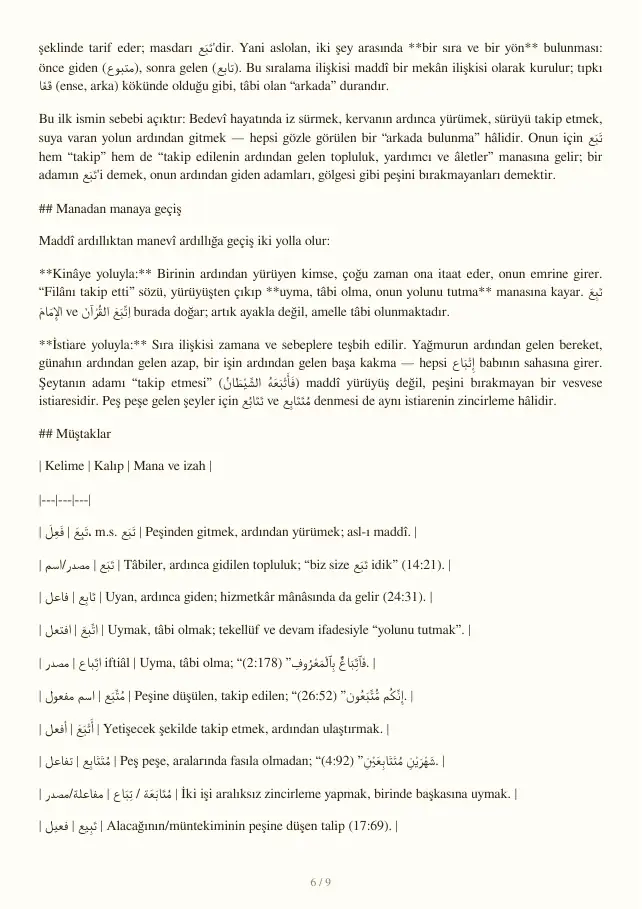 şeklinde tarif eder; masdarı تَبَع'dir. Yani aslolan, iki şey arasında **bir sıra ve bir yön** bulunması:
önce giden (متبوع), sonra gelen (تابع). Bu sıralama ilişkisi maddî bir mekân ilişkisi olarak kurulur; tıpkı
قَفَا (ense, arka) kökünde olduğu gibi, tâbi olan “arkada” durandır.
Bu ilk ismin sebebi açıktır: Bedevî hayatında iz sürmek, kervanın ardınca yürümek, sürüyü takip etmek,
suya varan yolun ardından gitmek — hepsi gözle görülen bir “arkada bulunma” hâlidir. Onun için تَبَع
hem “takip” hem de “takip edilenin ardından gelen topluluk, yardımcı ve âletler” manasına gelir; bir
adamın تَبَع'i demek, onun ardından giden adamları, gölgesi gibi peşini bırakmayanları demektir.
## Manadan manaya geçiş
Maddî ardıllıktan manevî ardıllığa geçiş iki yolla olur:
**Kinâye yoluyla:** Birinin ardından yürüyen kimse, çoğu zaman ona itaat eder, onun emrine girer.
“Filânı takip etti” sözü, yürüyüşten çıkıp **uyma, tâbi olma, onun yolunu tutma** manasına kayar. تَبِعَ
الإمَامَ ve اِتَّبَعَ القُرْآنَ burada doğar; artık ayakla değil, amelle tâbi olunmaktadır.
**İstiare yoluyla:** Sıra ilişkisi zamana ve sebeplere teşbih edilir. Yağmurun ardından gelen bereket,
günahın ardından gelen azap, bir işin ardından gelen başa kakma — hepsi إِتْبَاع babının sahasına girer.
Şeytanın adamı “takip etmesi” (فَأَتْبَعَهُ الشَّيْطَانُ) maddî yürüyüş değil, peşini bırakmayan bir vesvese
istiaresidir. Peş peşe gelen şeyler için تَتَابُع ve مُتَتَابِع denmesi de aynı istiarenin zincirleme hâlidir.
## Müştaklar
| Kelime | Kalıp | Mana ve izah |
|---|---|---|
| تَبِعَ | فَعِلَ، m.s. تَبَع | Peşinden gitmek, ardından yürümek; asl-ı maddî. |
| تَبَع | مصدر/اسم | Tâbiler, ardınca gidilen topluluk; “biz size تَبَع idik” (14:21). |
| تَابِع | فاعل | Uyan, ardınca giden; hizmetkâr mânâsında da gelir (24:31). |
| اتَّبَعَ | افتعل | Uymak, tâbi olmak; tekellüf ve devam ifadesiyle “yolunu tutmak”. |
| اتِّبَاع | مصدر iftiâl | Uyma, tâbi olma; “فَٱتِّبَاعٌۢ بِٱلْمَعْرُوفِ” (2:178). |
| مُتَّبَع | اسم مفعول | Peşine düşülen, takip edilen; “إِنَّكُم مُّتَّبَعُون” (26:52). |
| أَتْبَعَ | أفعل | Yetişecek şekilde takip etmek, ardından ulaştırmak. |
| مُتَتَابِع | تفاعل | Peş peşe, aralarında fasıla olmadan; “شَهْرَيْنِ مُتَتَابِعَيْنِ” (4:92). |
| مُتَابَعَة / تِبَاع | مفاعلة/مصدر | İki işi aralıksız zincirleme yapmak, birinde başkasına uymak. |
| تَبِيع | فعيل | Alacağının/müntekiminin peşine düşen talip (17:69). |
6 / 9